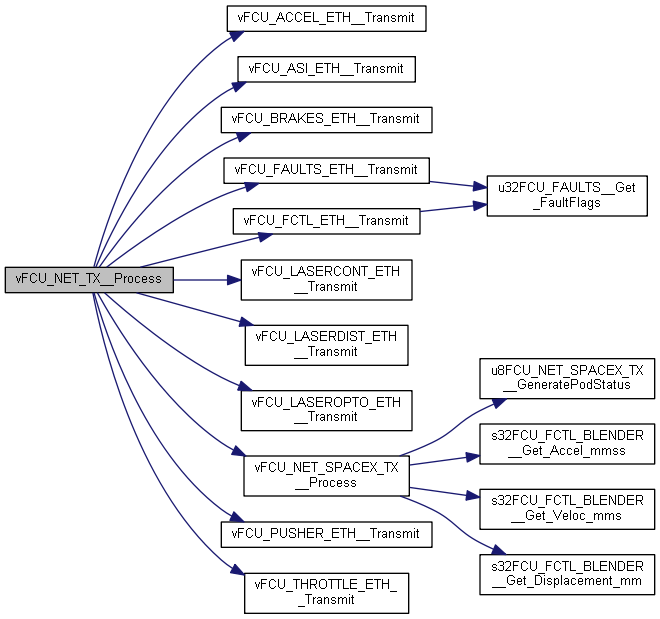 vFCU_ACCEL_ETH__Transmit
vFCU_ASI_ETH__Transmit
vFCU_BRAKES_ETH__Transmit
vFCU_FAULTS_ETH__Transmit
u32FCU_FAULTS__Get
_FaultFlags
vFCU_FCTL_ETH__Transmit
vFCU_NET_TX__Process
vFCU_LASERCONT_ETH
__Transmit
vFCU_LASERDIST_ETH
__Transmit
u8FCU_NET_SPACEX_TX
__GeneratePodStatus
vFCU_LASEROPTO_ETH
__Transmit
s32FCU_FCTL_BLENDER
__Get_Accel_mmss
vFCU_NET_SPACEX_TX
__Process
s32FCU_FCTL_BLENDER
__Get_Veloc_mms
vFCU_PUSHER_ETH__Transmit
s32FCU_FCTL_BLENDER
__Get_Displacement_mm
vFCU_THROTTLE_ETH_
_Transmit